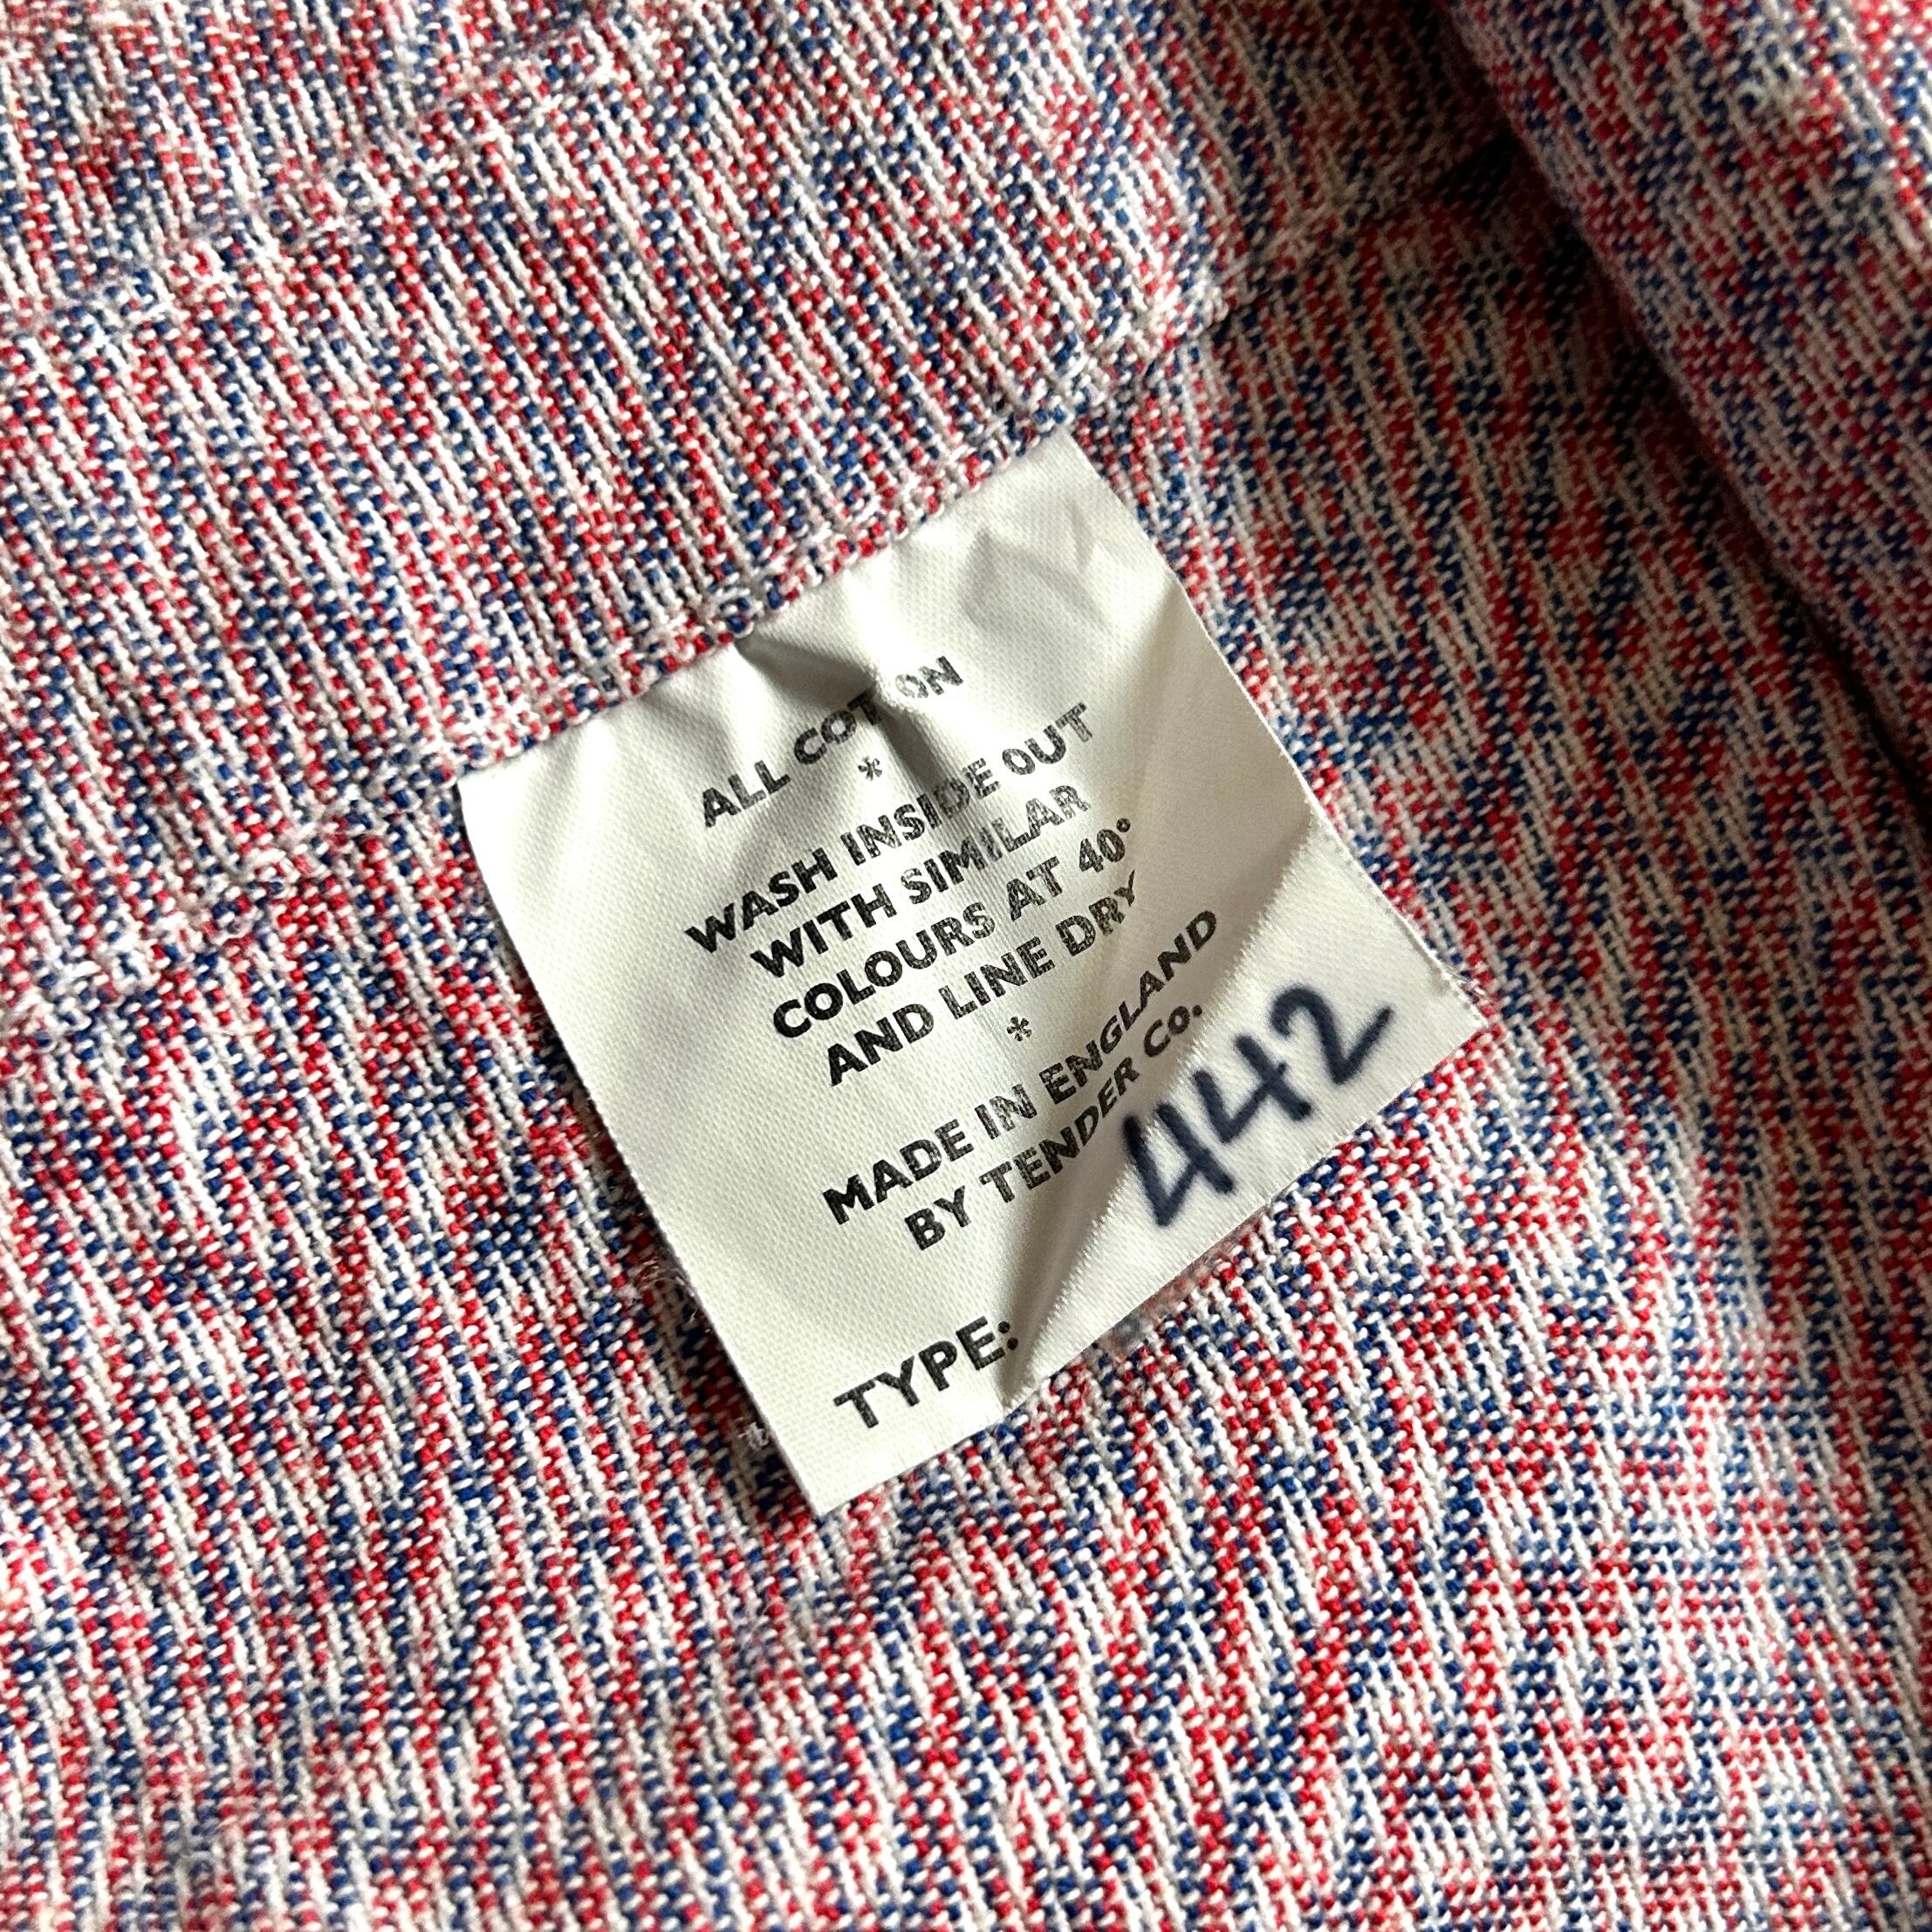 ALL COTTON
*
WASH INSIDE OUT
WITH SIMILAR
COLOURS AT 40°
AND LINE DRY
*
MADE IN ENGLAND
BY TENDER Co.
TYPE: 442